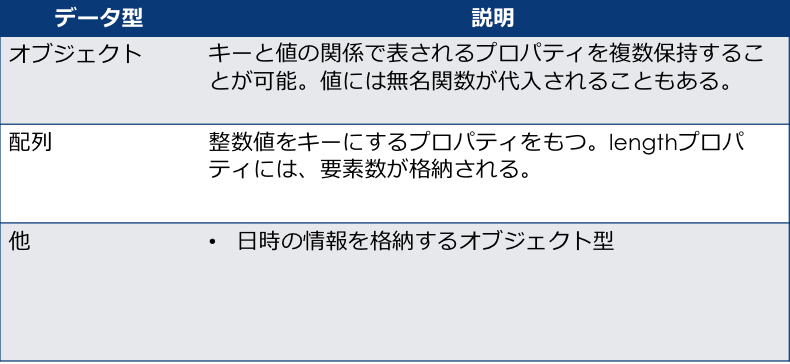 データ型 説明
オブジェクト キーと値の関係で表されるプロパティを複数保持するこ
とが可能。値には無名関数が代入されることもある。
配列 整数値をキーにするプロパティをもつ。lengthプロパ
ティには、要素数が格納される。
他 • 日時の情報を格納するオブジェクト型